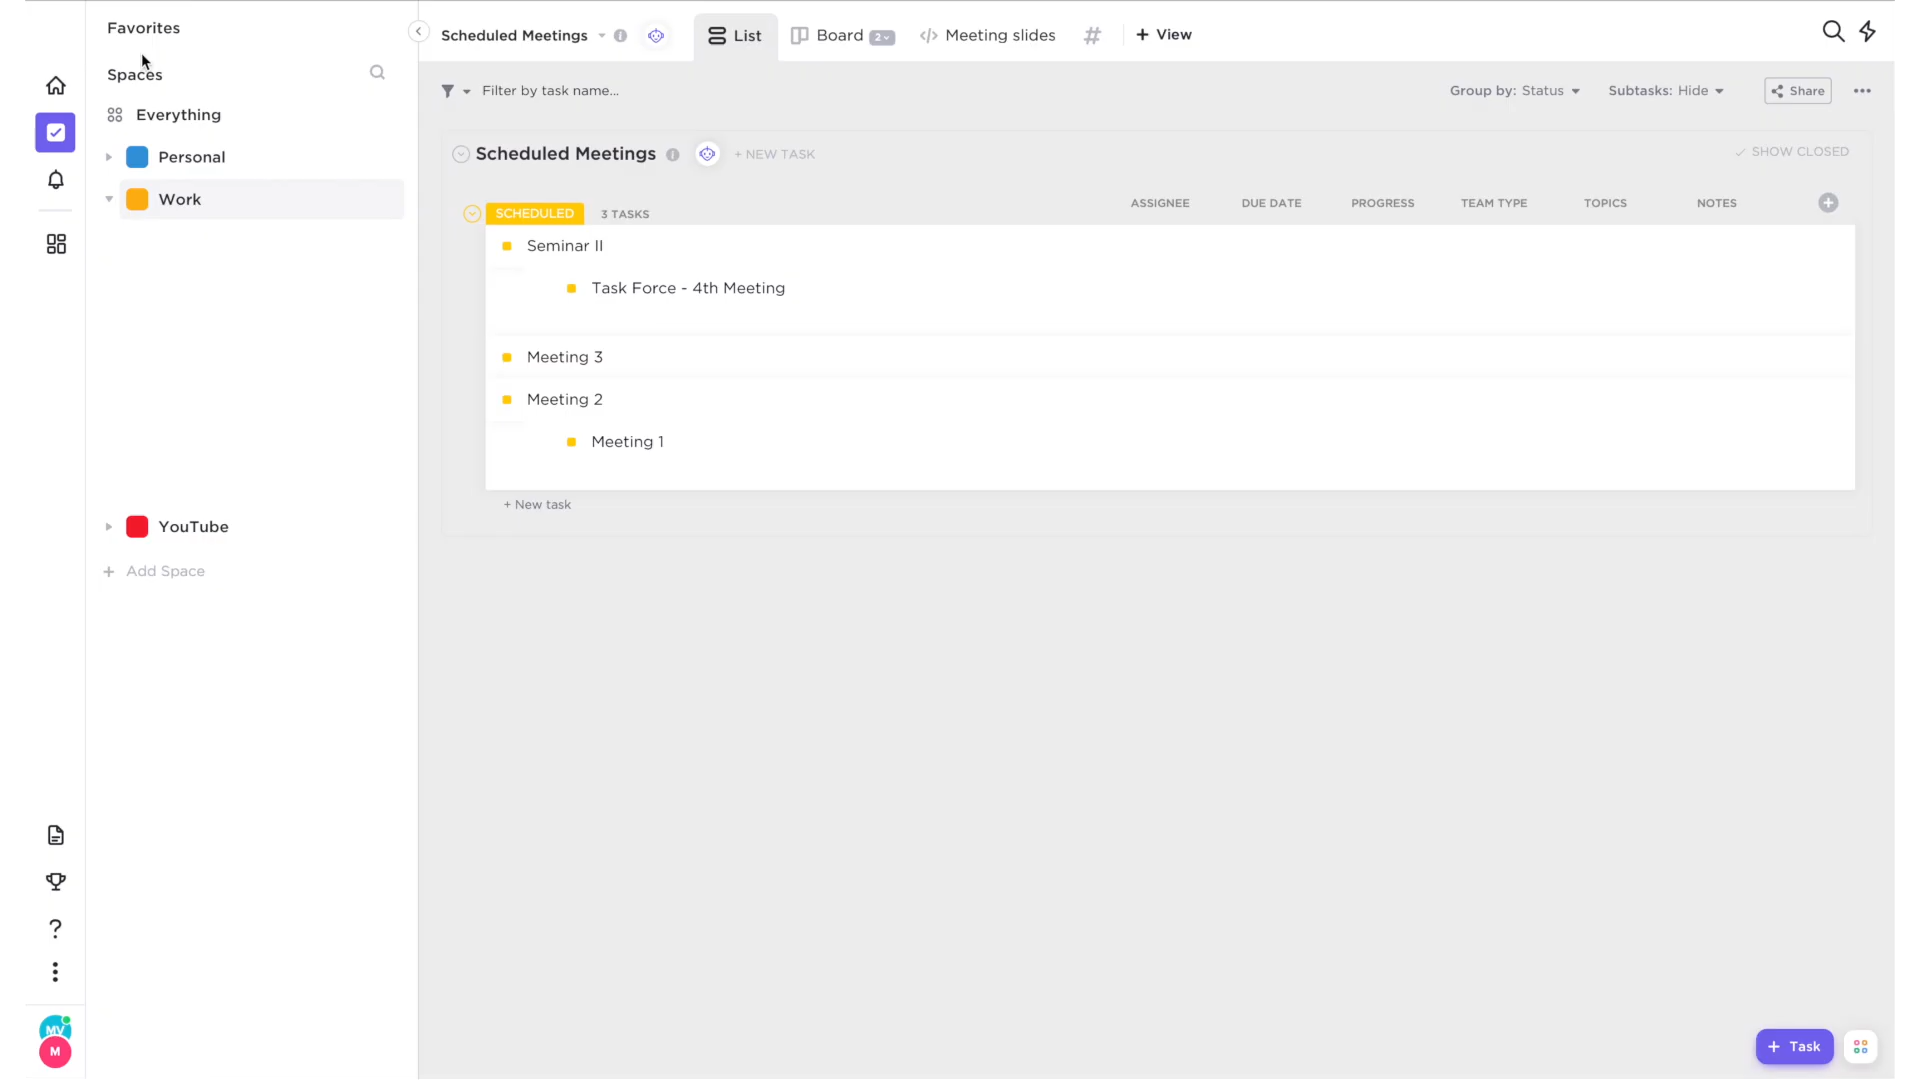 Favorites
Spaces
Everything
Personal
Work
YouTube
+ Add Space
MV
M
Scheduled Meetings
List
Board 2
Meeting slides
#
+ View
Filter by task name...
Group by: Status
Subtasks: Hide
Share
Scheduled Meetings
+ NEW TASK
SHOW CLOSED
SCHEDULED 3 TASKS
ASSIGNEE DUE DATE PROGRESS TEAM TYPE TOPICS NOTES
Seminar II
Task Force - 4th Meeting
Meeting 3
Meeting 2
Meeting 1
+ New task
+ Task